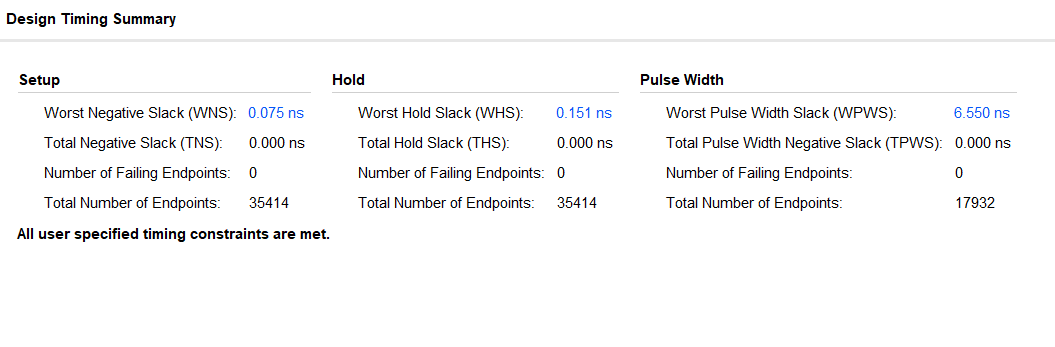 Design Timing Summary
Setup
Worst Negative Slack (WNS): 0.075 ns
Total Negative Slack (TNS): 0.000 ns
Number of Failing Endpoints: 0
Total Number of Endpoints: 35414
Hold
Worst Hold Slack (WHS): 0.151 ns
Total Hold Slack (THS): 0.000 ns
Number of Failing Endpoints: 0
Total Number of Endpoints: 35414
Pulse Width
Worst Pulse Width Slack (WPWS): 6.550 ns
Total Pulse Width Negative Slack (TPWS): 0.000 ns
Number of Failing Endpoints: 0
Total Number of Endpoints: 17932
All user specified timing constraints are met.